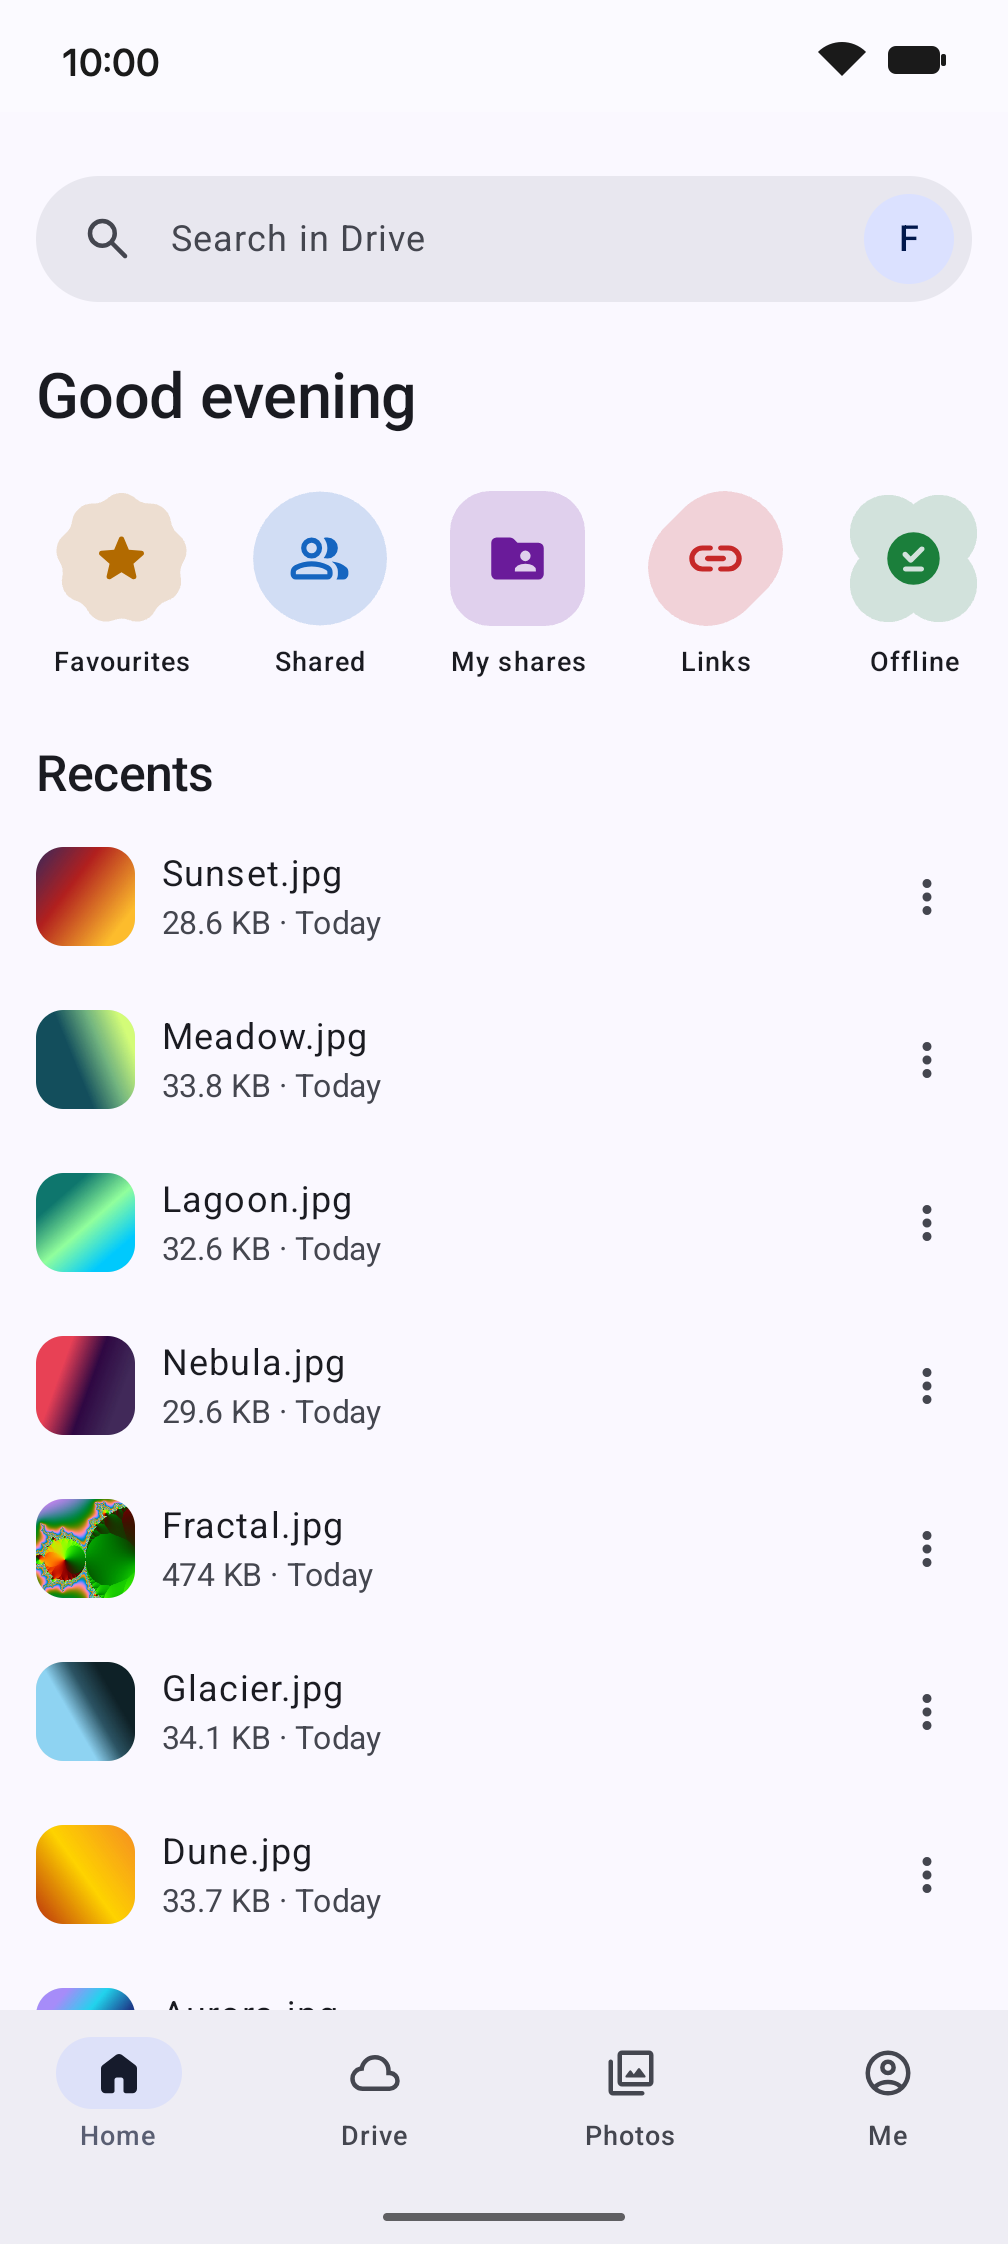 10:00
Search in Drive
F
Good evening
Favourites
Shared
My shares
Links
Offline
Recents
Sunset.jpg
28.6 KB · Today
Meadow.jpg
33.8 KB · Today
Lagoon.jpg
32.6 KB · Today
Nebula.jpg
29.6 KB · Today
Fractal.jpg
474 KB · Today
Glacier.jpg
34.1 KB · Today
Dune.jpg
33.7 KB · Today
Aurora.jpg
Home
Drive
Photos
Me